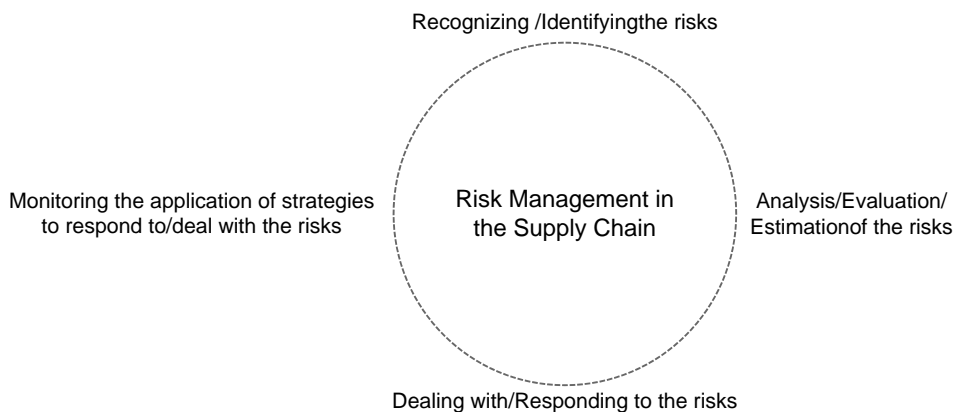 Recognizing /Identifyingthe risks
Risk Management in
the Supply Chain
Monitoring the application of strategies
to respond to/deal with the risks
Analysis/Evaluation/
Estimationof the risks
Dealing with/Responding to the risks